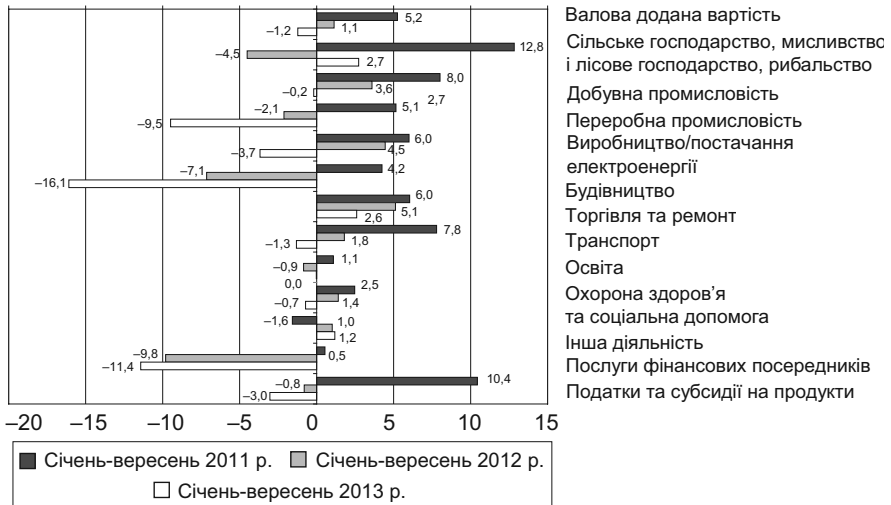 5,2 Валова додана вартість
–1,2 1,1
12,8 Сільське господарство, мисливство
–4,5 2,7 і лісове господарство, рибальство
8,0
–0,2 3,6 Добувна промисловість
–2,1 5,1 2,7
–9,5 Переробна промисловість
6,0 Виробництво/постачання
–3,7 4,5 електроенергії
–7,1 4,2
–16,1 Будівництво
6,0
5,1 Торгівля та ремонт
2,6
7,8 Транспорт
–1,3 1,8
–0,9 1,1 Освіта
0,0 2,5 Охорона здоров’я
–0,7 1,4 та соціальна допомога
–1,6 1,0
1,2 Інша діяльність
–9,8 0,5 Послуги фінансових посередників
–11,4
–0,8 10,4 Податки та субсидії на продукти
–3,0
–20 –15 –10 –5 0 5 10 15
Січень-вересень 2011 р. Січень-вересень 2012 р.
Січень-вересень 2013 р.